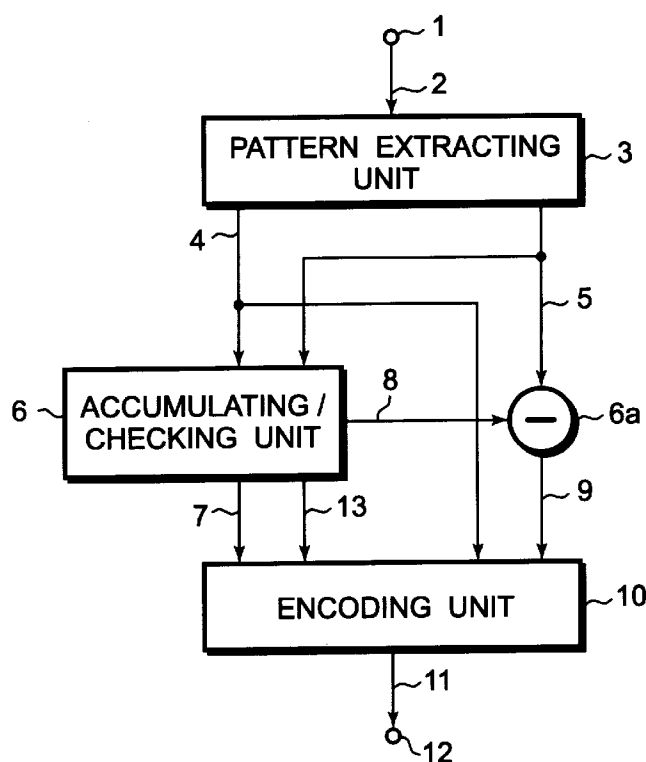 1
2
PATTERN EXTRACTING
UNIT
3
4
5
6
ACCUMULATING /
CHECKING UNIT
8
6a
7
13
9
ENCODING UNIT
10
11
12